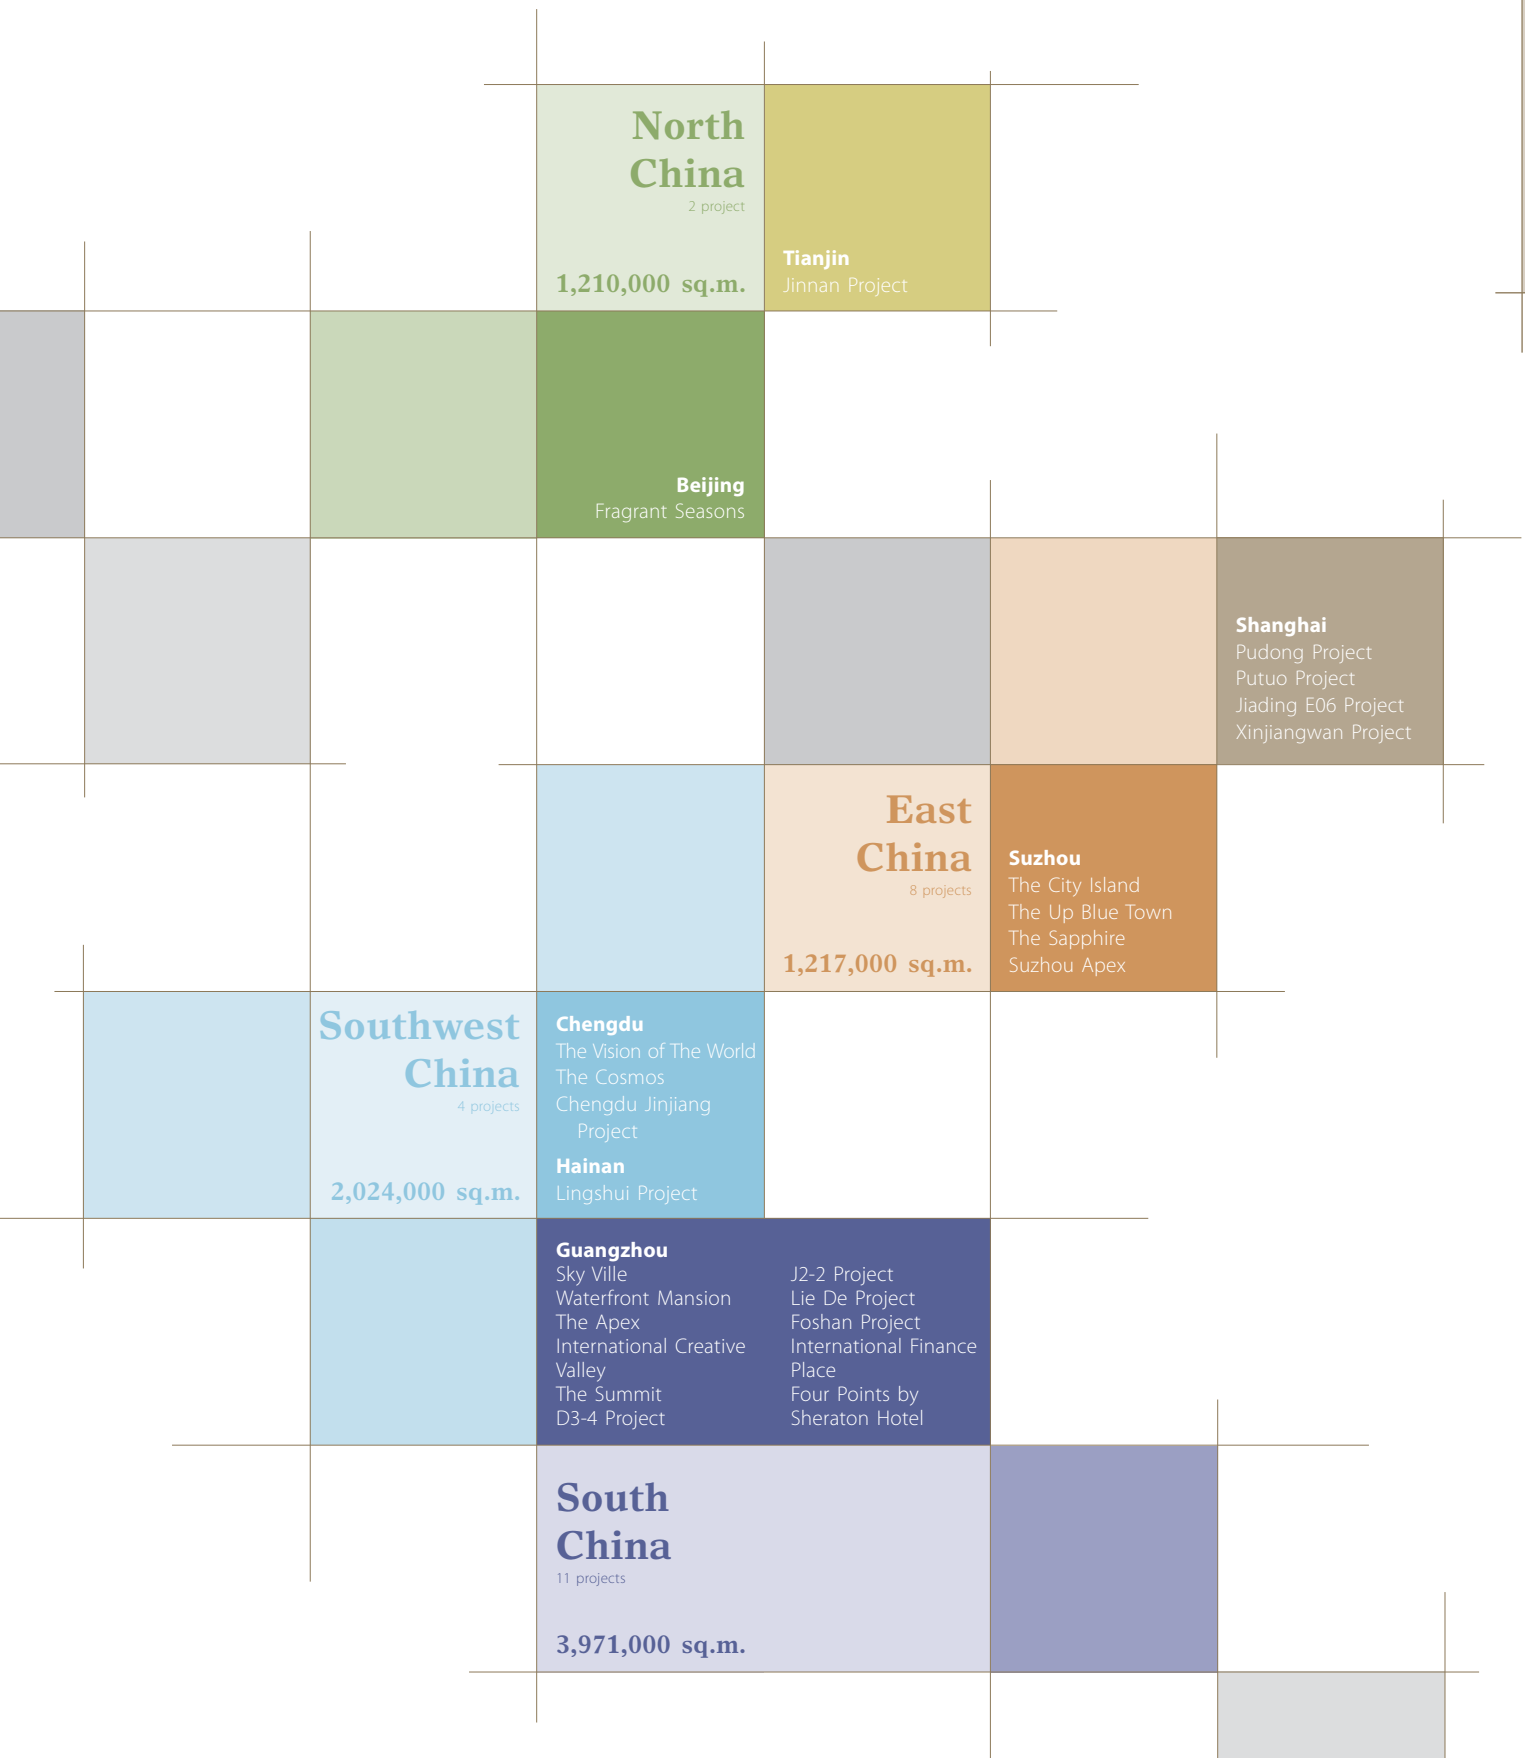 North
China
2 project
1,210,000 sq.m.
Tianjin
Jinnan Project
Beijing
Fragrant Seasons
Shanghai
Pudong Project
Putuo Project
Jiading E06 Project
Xinjiangwan Project
East
China
8 projects
1,217,000 sq.m.
Suzhou
The City Island
The Up Blue Town
The Sapphire
Suzhou Apex
Southwest
China
4 projects
2,024,000 sq.m.
Chengdu
The Vision of The World
The Cosmos
Chengdu Jinjiang
Project
Hainan
Lingshui Project
Guangzhou
Sky Ville
Waterfront Mansion
The Apex
International Creative
Valley
The Summit
D3-4 Project
J2-2 Project
Lie De Project
Foshan Project
International Finance
Place
Four Points by
Sheraton Hotel
South
China
11 projects
3,971,000 sq.m.